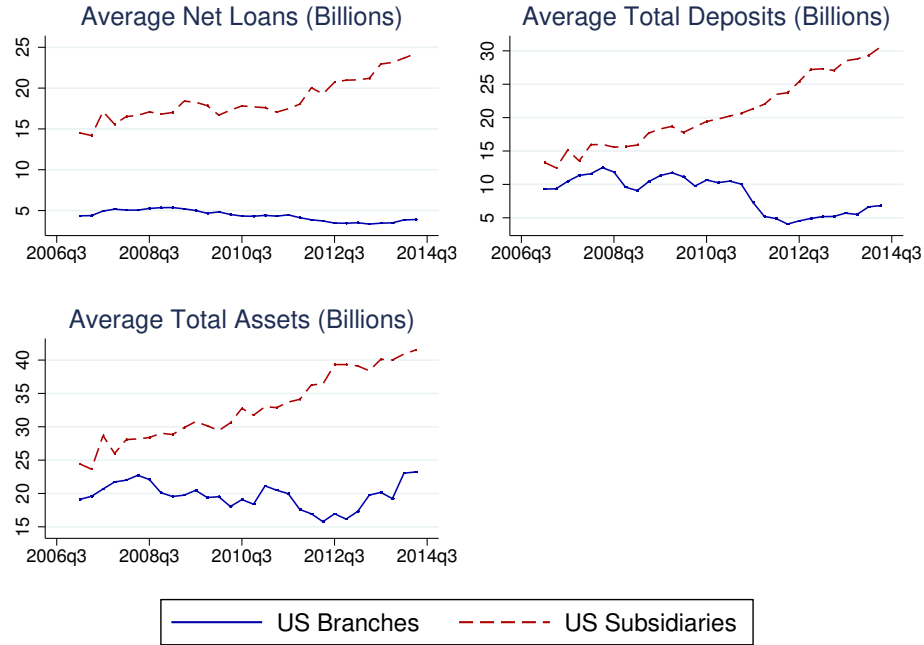 Average Net Loans (Billions)
25
20
15
10
5
2006q3 2008q3 2010q3 2012q3 2014q3
Average Total Deposits (Billions)
30
25
20
15
10
5
2006q3 2008q3 2010q3 2012q3 2014q3
Average Total Assets (Billions)
40
35
30
25
20
15
2006q3 2008q3 2010q3 2012q3 2014q3
US Branches US Subsidiaries